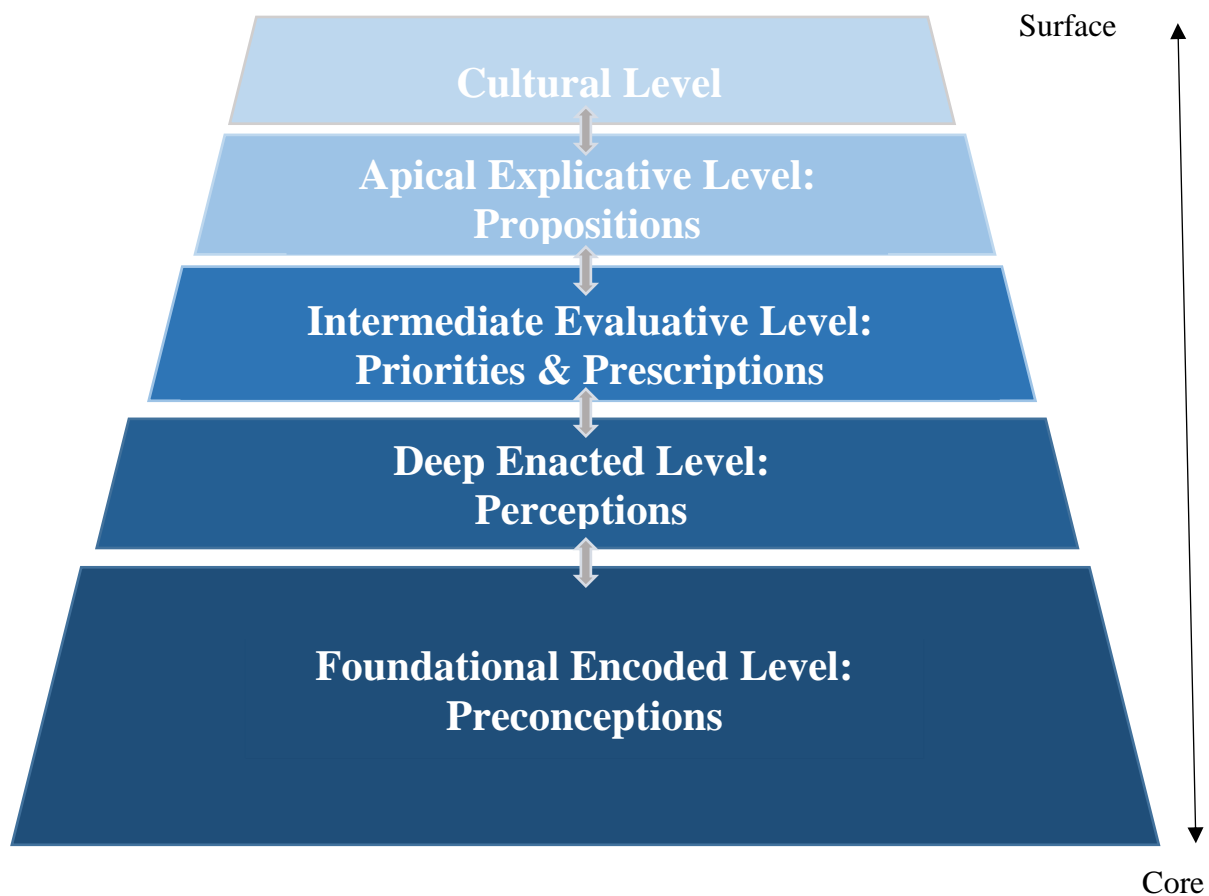 Surface
Cultural Level
Apical Explicative Level:
Propositions
Intermediate Evaluative Level:
Priorities & Prescriptions
Deep Enacted Level:
Perceptions
Foundational Encoded Level:
Preconceptions
Core